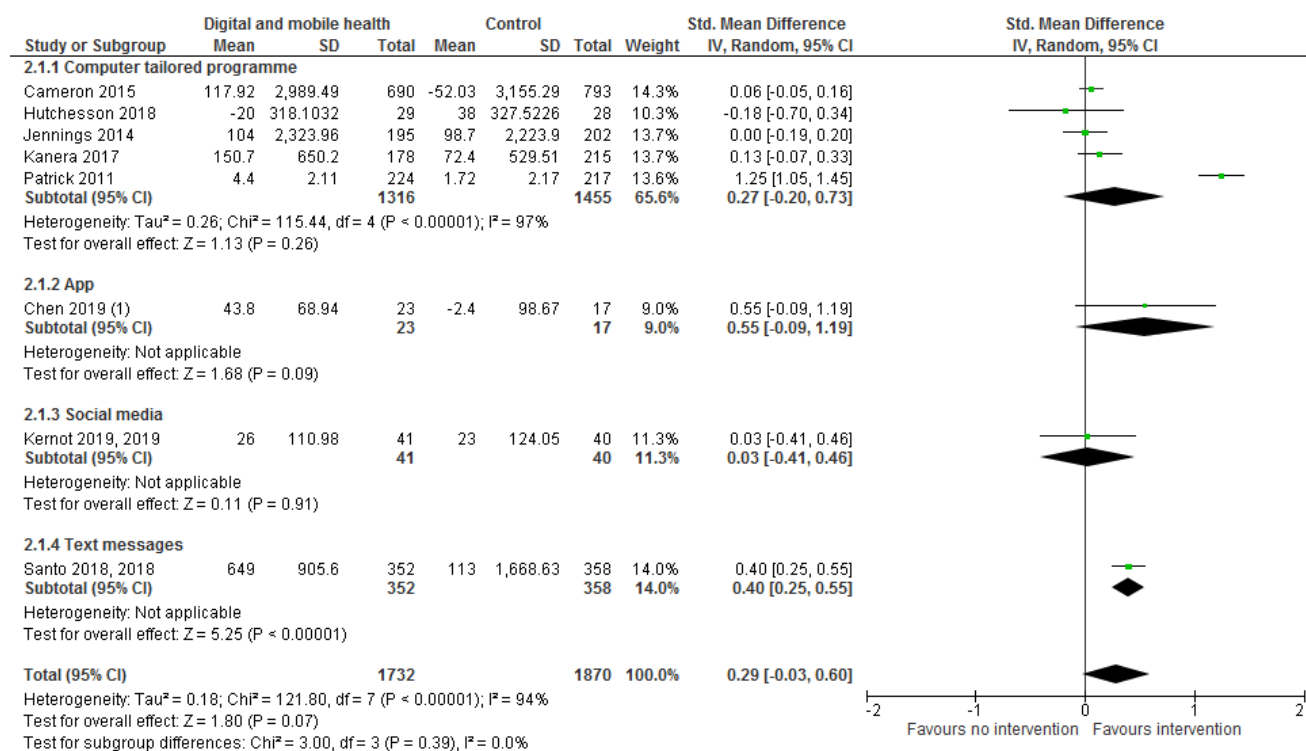 Digital and mobile health Control Std. Mean Difference Std. Mean Difference
Study or Subgroup Mean SD Total Mean SD Total Weight IV, Random, 95% CI IV, Random, 95% CI
2.1.1 Computer tailored programme
Cameron 2015 117.92 2,989.49 690 -52.03 3,155.29 793 14.3% 0.06 [-0.05, 0.16]
Hutchesson 2018 -20 318.1032 29 38 327.5226 28 10.3% -0.18 [-0.70, 0.34]
Jennings 2014 104 2,323.96 195 98.7 2,223.9 202 13.7% 0.00 [-0.19, 0.20]
Kanera 2017 150.7 650.2 178 72.4 529.51 215 13.7% 0.13 [-0.07, 0.33]
Patrick 2011 4.4 2.11 224 1.72 2.17 217 13.6% 1.25 [1.05, 1.45]
Subtotal (95% CI) 1316 1455 65.6% 0.27 [-0.20, 0.73]
Heterogeneity: Tau² = 0.26; Chi² = 115.44, df = 4 (P < 0.00001); I² = 97%
Test for overall effect: Z = 1.13 (P = 0.26)
2.1.2 App
Chen 2019 (1) 43.8 68.94 23 -2.4 98.67 17 9.0% 0.55 [-0.09, 1.19]
Subtotal (95% CI) 23 17 9.0% 0.55 [-0.09, 1.19]
Heterogeneity: Not applicable
Test for overall effect: Z = 1.68 (P = 0.09)
2.1.3 Social media
Kernot 2019, 2019 26 110.98 41 23 124.05 40 11.3% 0.03 [-0.41, 0.46]
Subtotal (95% CI) 41 40 11.3% 0.03 [-0.41, 0.46]
Heterogeneity: Not applicable
Test for overall effect: Z = 0.11 (P = 0.91)
2.1.4 Text messages
Santo 2018, 2018 649 905.6 352 113 1,668.63 358 14.0% 0.40 [0.25, 0.55]
Subtotal (95% CI) 352 358 14.0% 0.40 [0.25, 0.55]
Heterogeneity: Not applicable
Test for overall effect: Z = 5.25 (P < 0.00001)
Total (95% CI) 1732 1870 100.0% 0.29 [-0.03, 0.60]
Heterogeneity: Tau² = 0.18; Chi² = 121.80, df = 7 (P < 0.00001); I² = 94%
Test for overall effect: Z = 1.80 (P = 0.07)
Test for subgroup differences: Chi² = 3.00, df = 3 (P = 0.39), I² = 0.0%
-2 -1 0 1 2
Favours no intervention Favours intervention